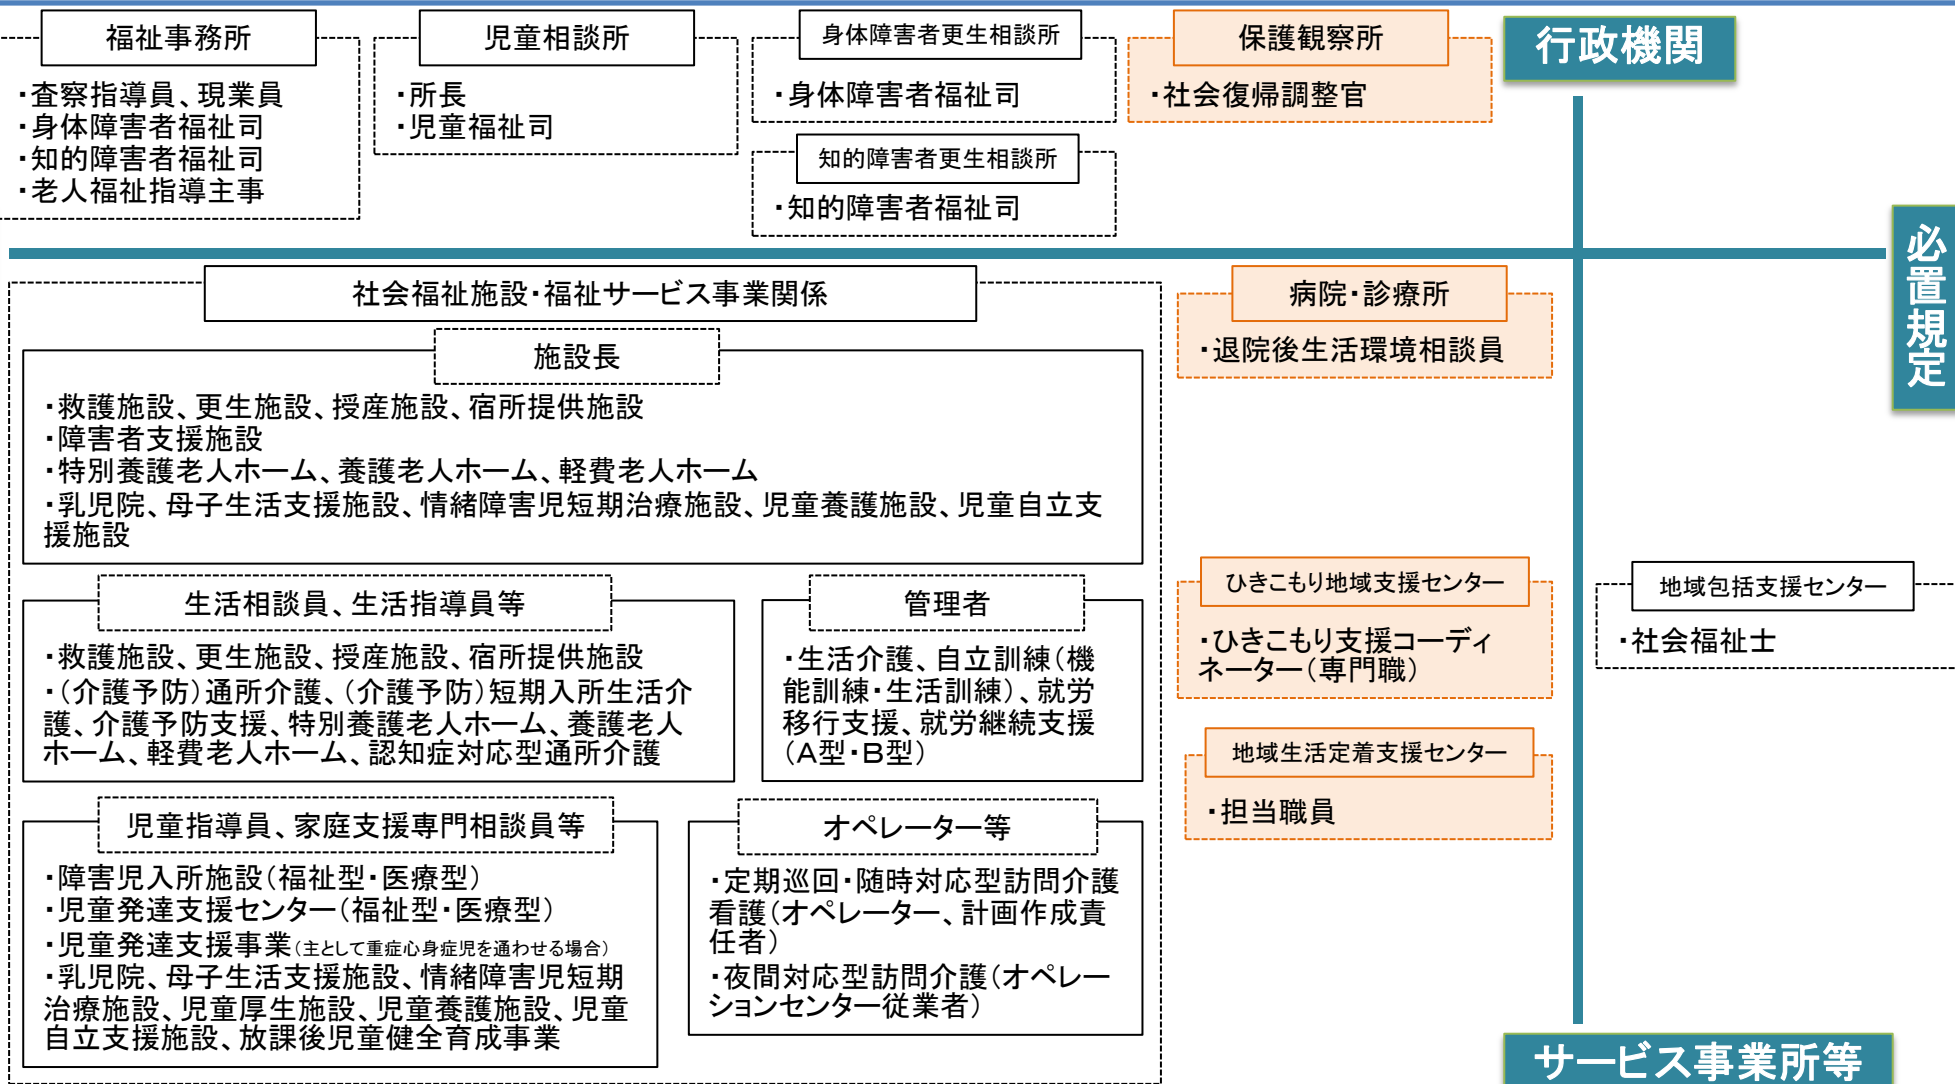 福祉事務所
・査察指導員、現業員
・身体障害者福祉司
・知的障害者福祉司
・老人福祉指導主事
児童相談所
・所長
・児童福祉司
身体障害者更生相談所
・身体障害者福祉司
知的障害者更生相談所
・知的障害者福祉司
保護観察所
・社会復帰調整官
行政機関
必置規定
社会福祉施設・福祉サービス事業関係
施設長
・救護施設、更生施設、授産施設、宿所提供施設
・障害者支援施設
・特別養護老人ホーム、養護老人ホーム、軽費老人ホーム
・乳児院、母子生活支援施設、情緒障害児短期治療施設、児童養護施設、児童自立支
援施設
生活相談員、生活指導員等
・救護施設、更生施設、授産施設、宿所提供施設
・（介護予防）通所介護、（介護予防）短期入所生活介
護、介護予防支援、特別養護老人ホーム、養護老人
ホーム、軽費老人ホーム、認知症対応型通所介護
管理者
・生活介護、自立訓練（機
能訓練・生活訓練）、就労
移行支援、就労継続支援
（A型・B型）
児童指導員、家庭支援専門相談員等
・障害児入所施設（福祉型・医療型）
・児童発達支援センター（福祉型・医療型）
・児童発達支援事業（主として重症心身症児を通わせる場合）
・乳児院、母子生活支援施設、情緒障害児短期
治療施設、児童厚生施設、児童養護施設、児童
自立支援施設、放課後児童健全育成事業
オペレーター等
・定期巡回・随時対応型訪問介護
看護（オペレーター、計画作成責
任者）
・夜間対応型訪問介護（オペレー
ションセンター従業者）
病院・診療所
・退院後生活環境相談員
ひきこもり地域支援センター
・ひきこもり支援コーディ
ネーター（専門職）
地域生活定着支援センター
・担当職員
地域包括支援センター
・社会福祉士
サービス事業所等